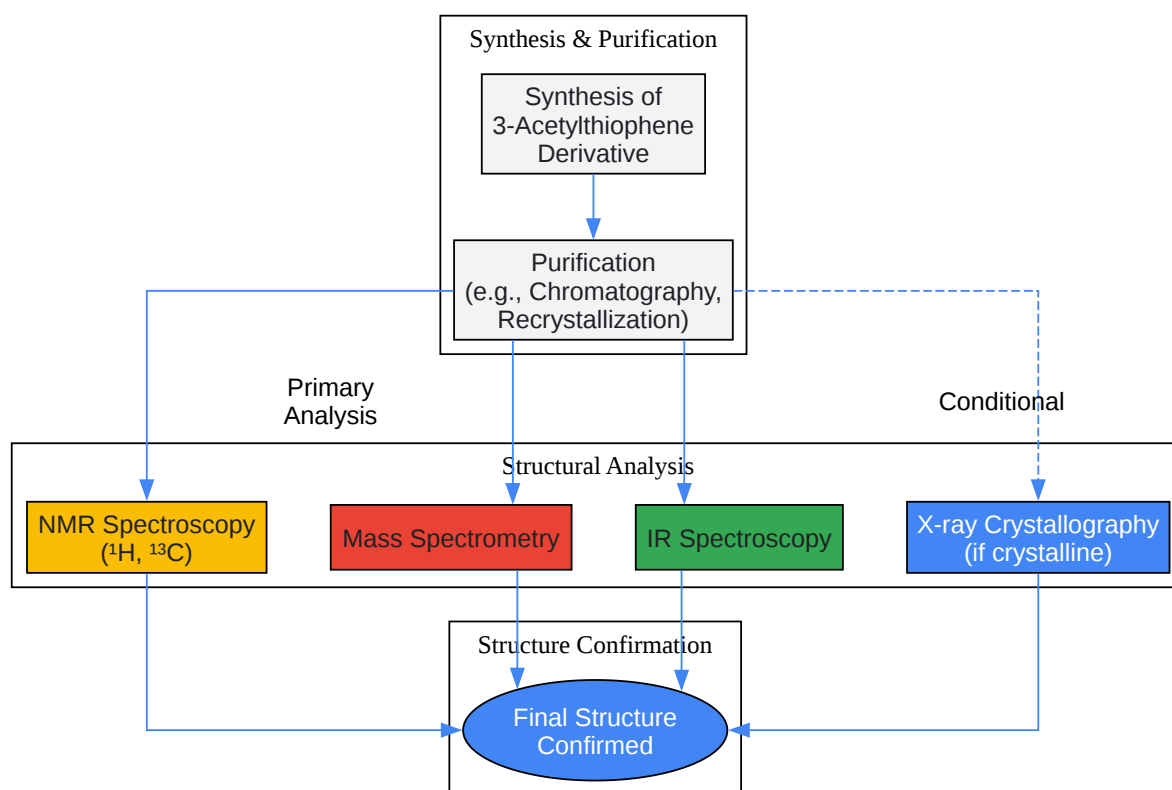 Synthesis & Purification
Synthesis of
3-Acetylthiophene
Derivative
Purification
(e.g., Chromatography,
Recrystallization)
Primary
Analysis
Conditional
Structural Analysis
NMR Spectroscopy
(¹H, ¹³C)
Mass Spectrometry
IR Spectroscopy
X-ray Crystallography
(if crystalline)
Structure Confirmation
Final Structure
Confirmed